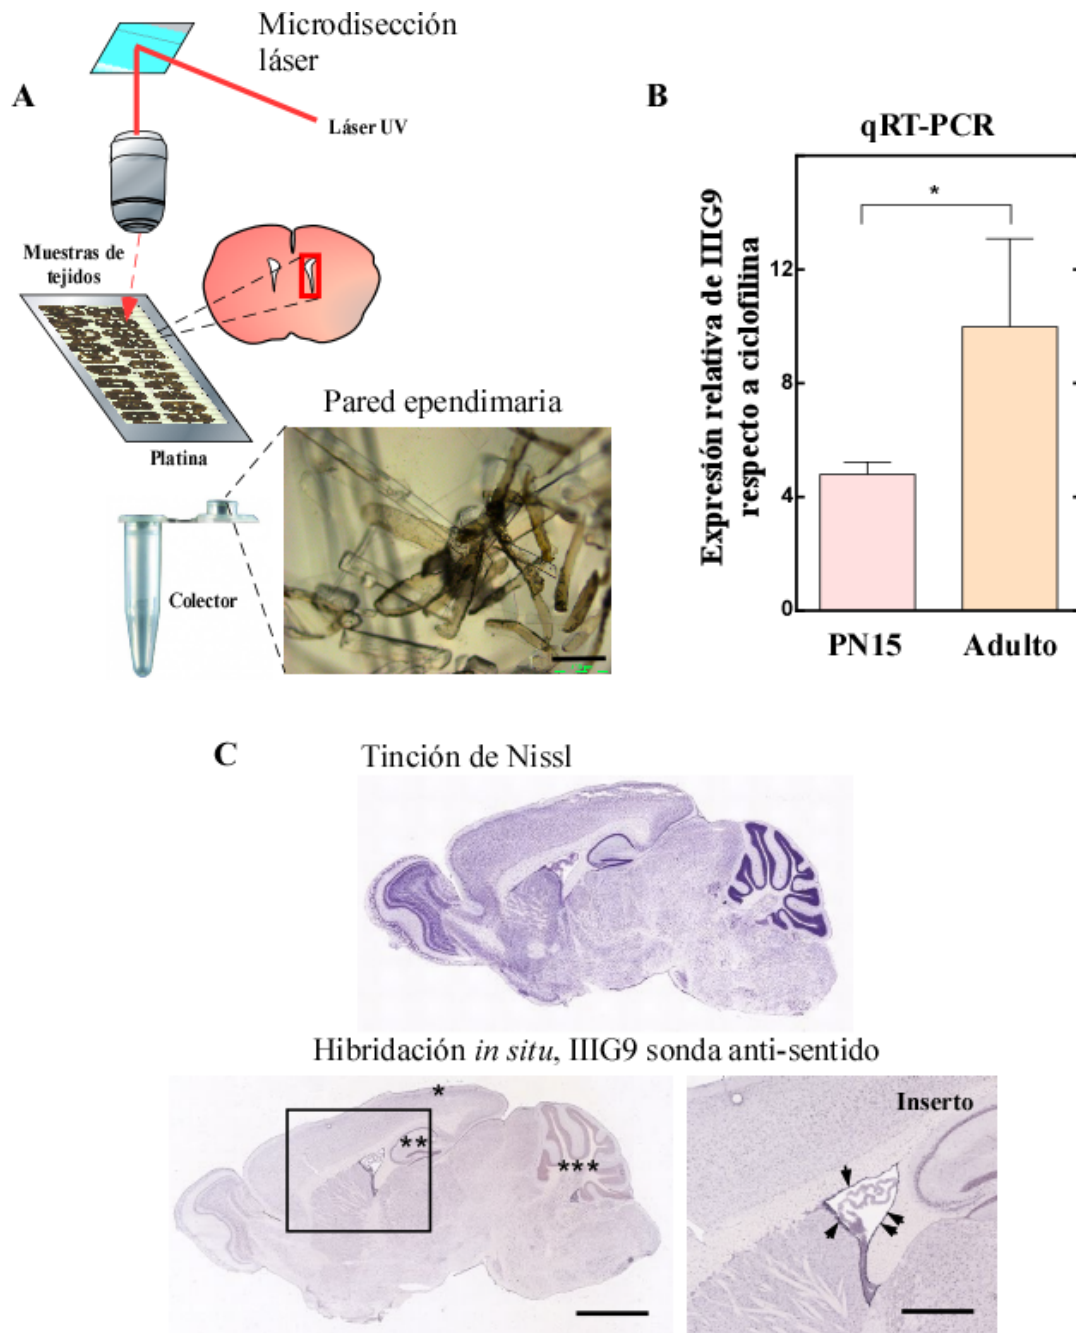 Microdisección
láser
A
Láser UV
Muestras de
tejidos
Platina
Pared ependimaria
Colector
B
qRT-PCR
*
Expresión relativa de IIIG9
respecto a ciclofilina
12
8
4
0
PN15
Adulto
C
Tinción de Nissl
Hibridación in situ, IIIG9 sonda anti-sentido
*
**
***
Inserto